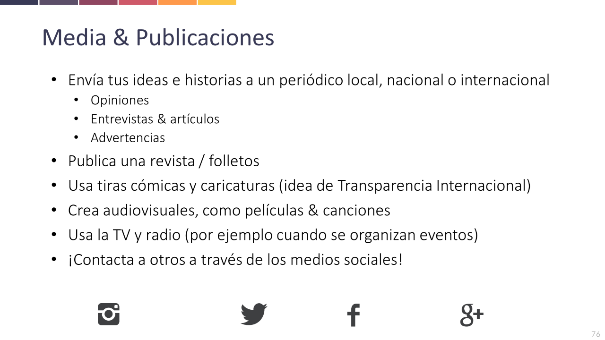 Media & Publicaciones
• Envía tus ideas e historias a un periódico local, nacional o internacional
• Opiniones
• Entrevistas & artículos
• Advertencias
• Publica una revista / folletos
• Usa tiras cómicas y caricaturas (idea de Transparencia Internacional)
• Crea audiovisuales, como películas & canciones
• Usa la TV y radio (por ejemplo cuando se organizan eventos)
• ¡Contacta a otros a través de los medios sociales!
f g+
76